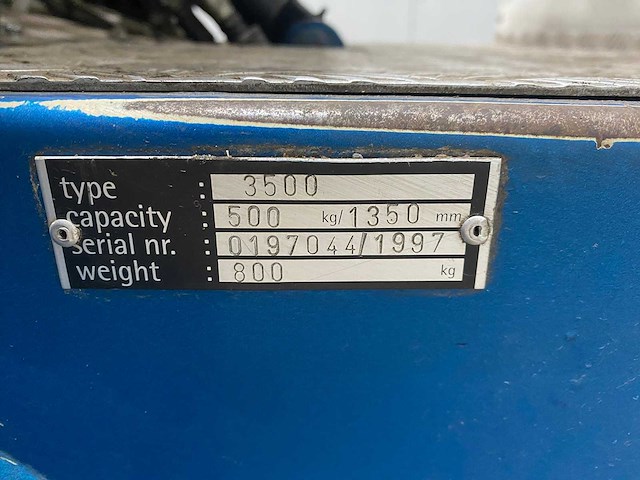 type : 3500
capacity : 500 kg/ 1350 mm
serial nr. : 0197044/1997
weight : 800 kg